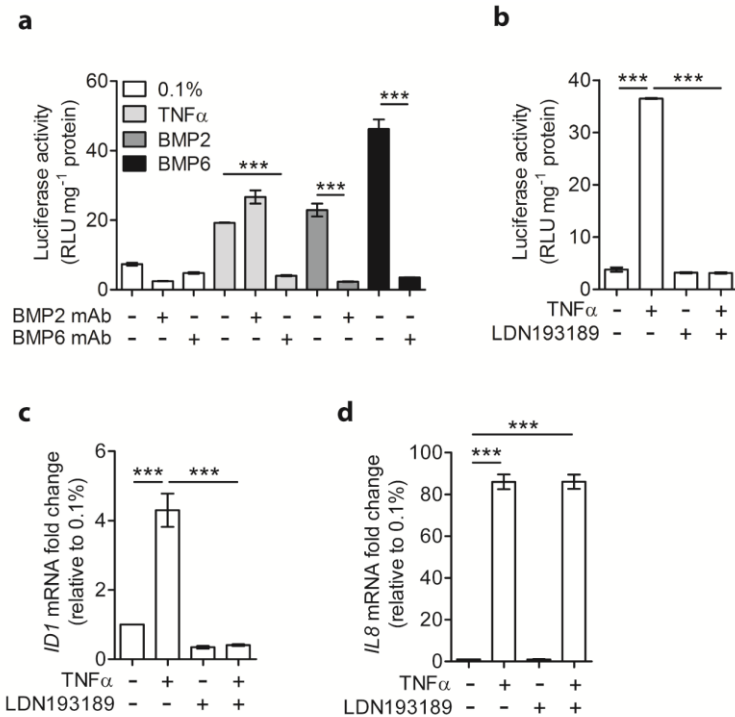 a
Luciferase activity
(RLU mg⁻¹ protein)
60
40
20
0
0.1%
TNFα
BMP2
BMP6
***
***
***
BMP2 mAb - + - - + - - + - -
BMP6 mAb - - + - - + - - - +
b
Luciferase activity
(RLU mg⁻¹ protein)
40
30
20
10
0
*** ***
TNFα - + - +
LDN193189 - - + +
c
ID1 mRNA fold change
(relative to 0.1%)
6
4
2
0
*** ***
TNFα - + - +
LDN193189 - - + +
d
IL8 mRNA fold change
(relative to 0.1%)
100
80
60
40
20
0
***
***
TNFα - + - +
LDN193189 - - + +